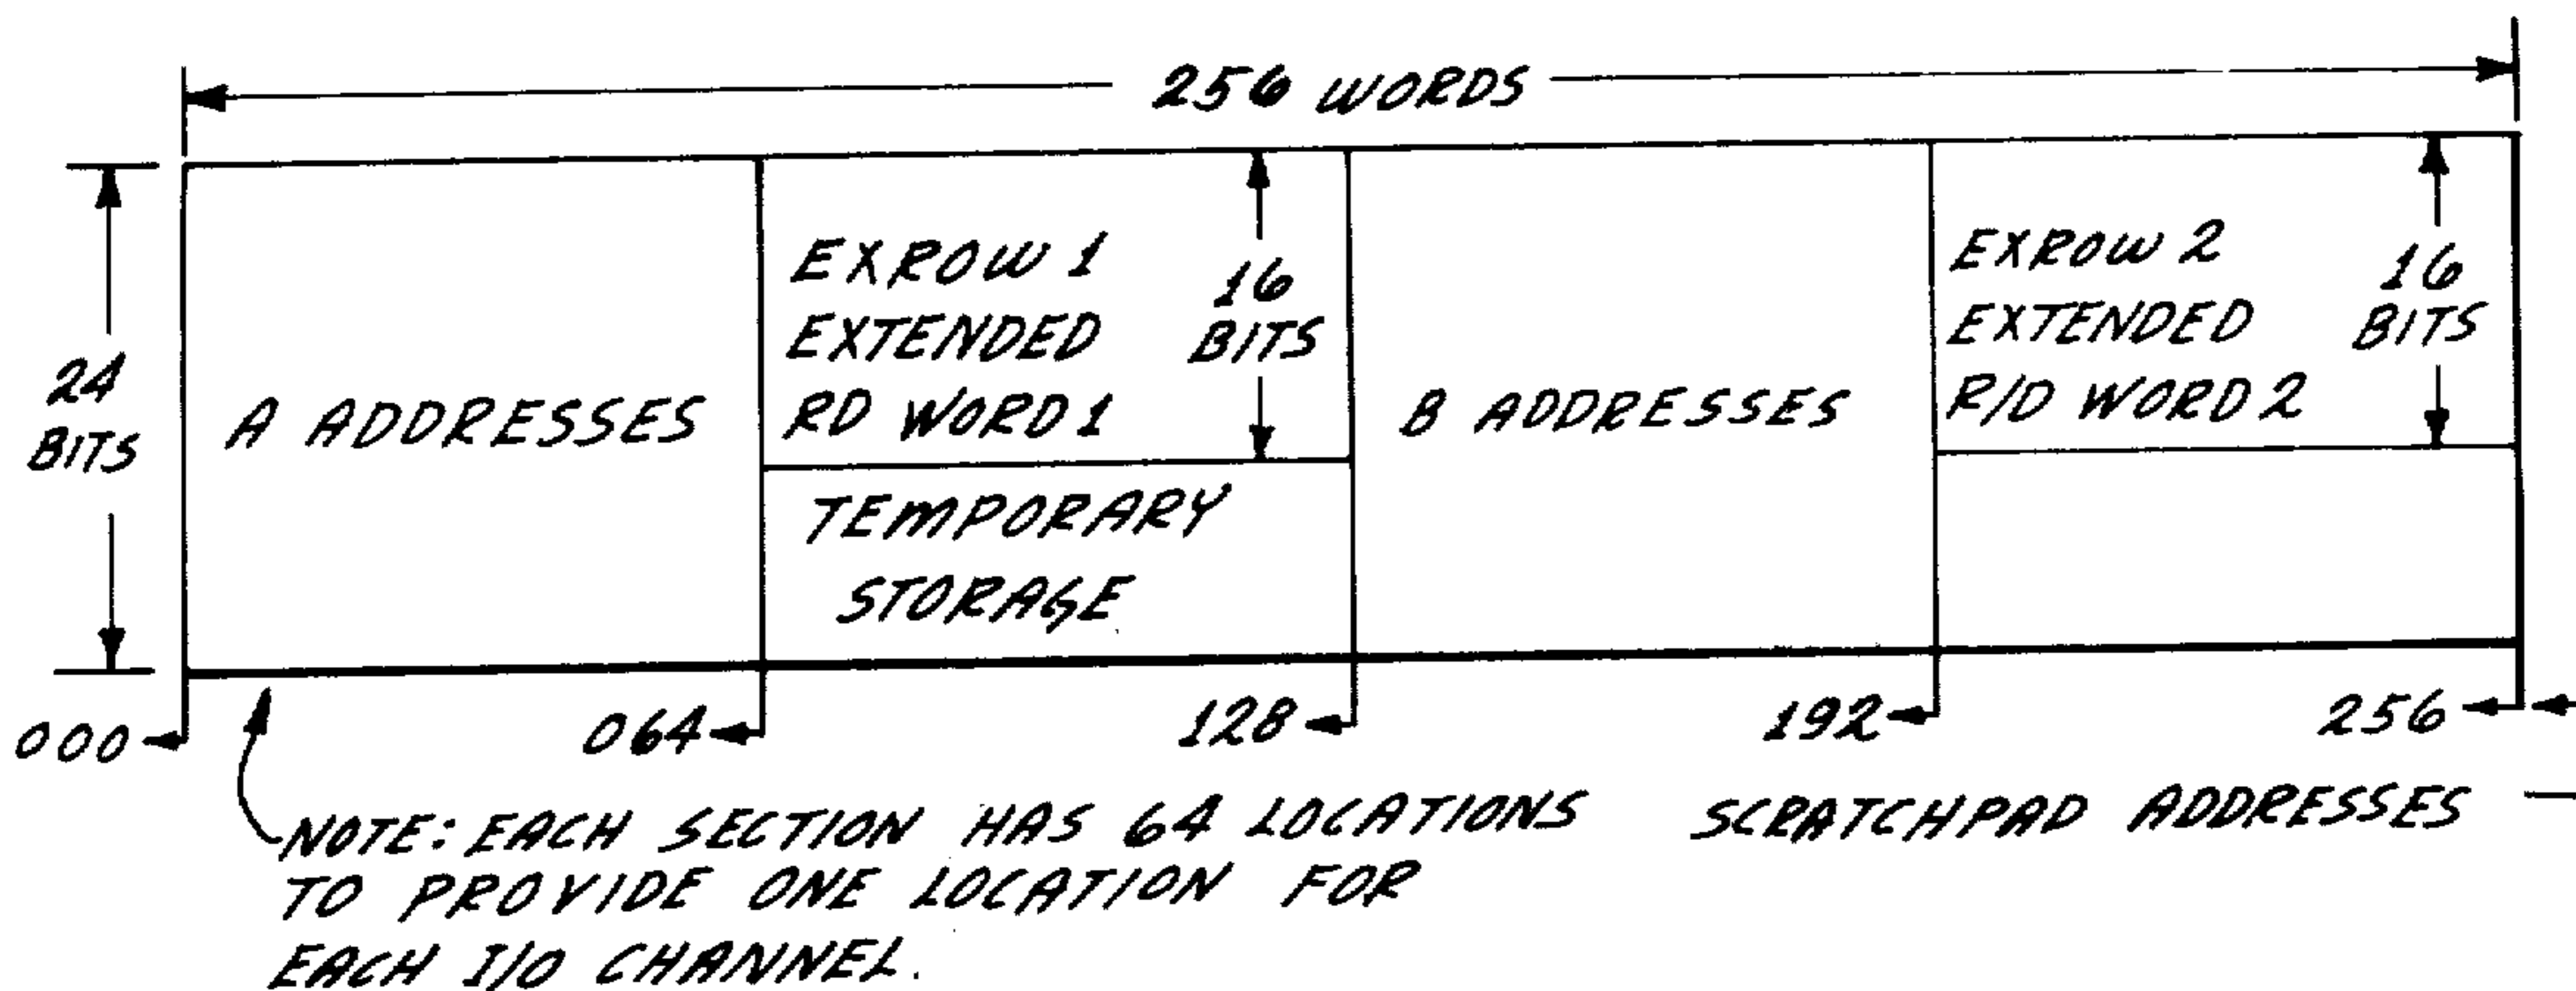 256 WORDS
24
BITS
A ADDRESSES
EXROW 1
EXTENDED
RD WORD 1
16
BITS
TEMPORARY
STORAGE
B ADDRESSES
EXROW 2
EXTENDED
R/D WORD 2
16
BITS
000
064
128
192
256
NOTE: EACH SECTION HAS 64 LOCATIONS
TO PROVIDE ONE LOCATION FOR
EACH I/O CHANNEL.
SCRATCHPAD ADDRESSES